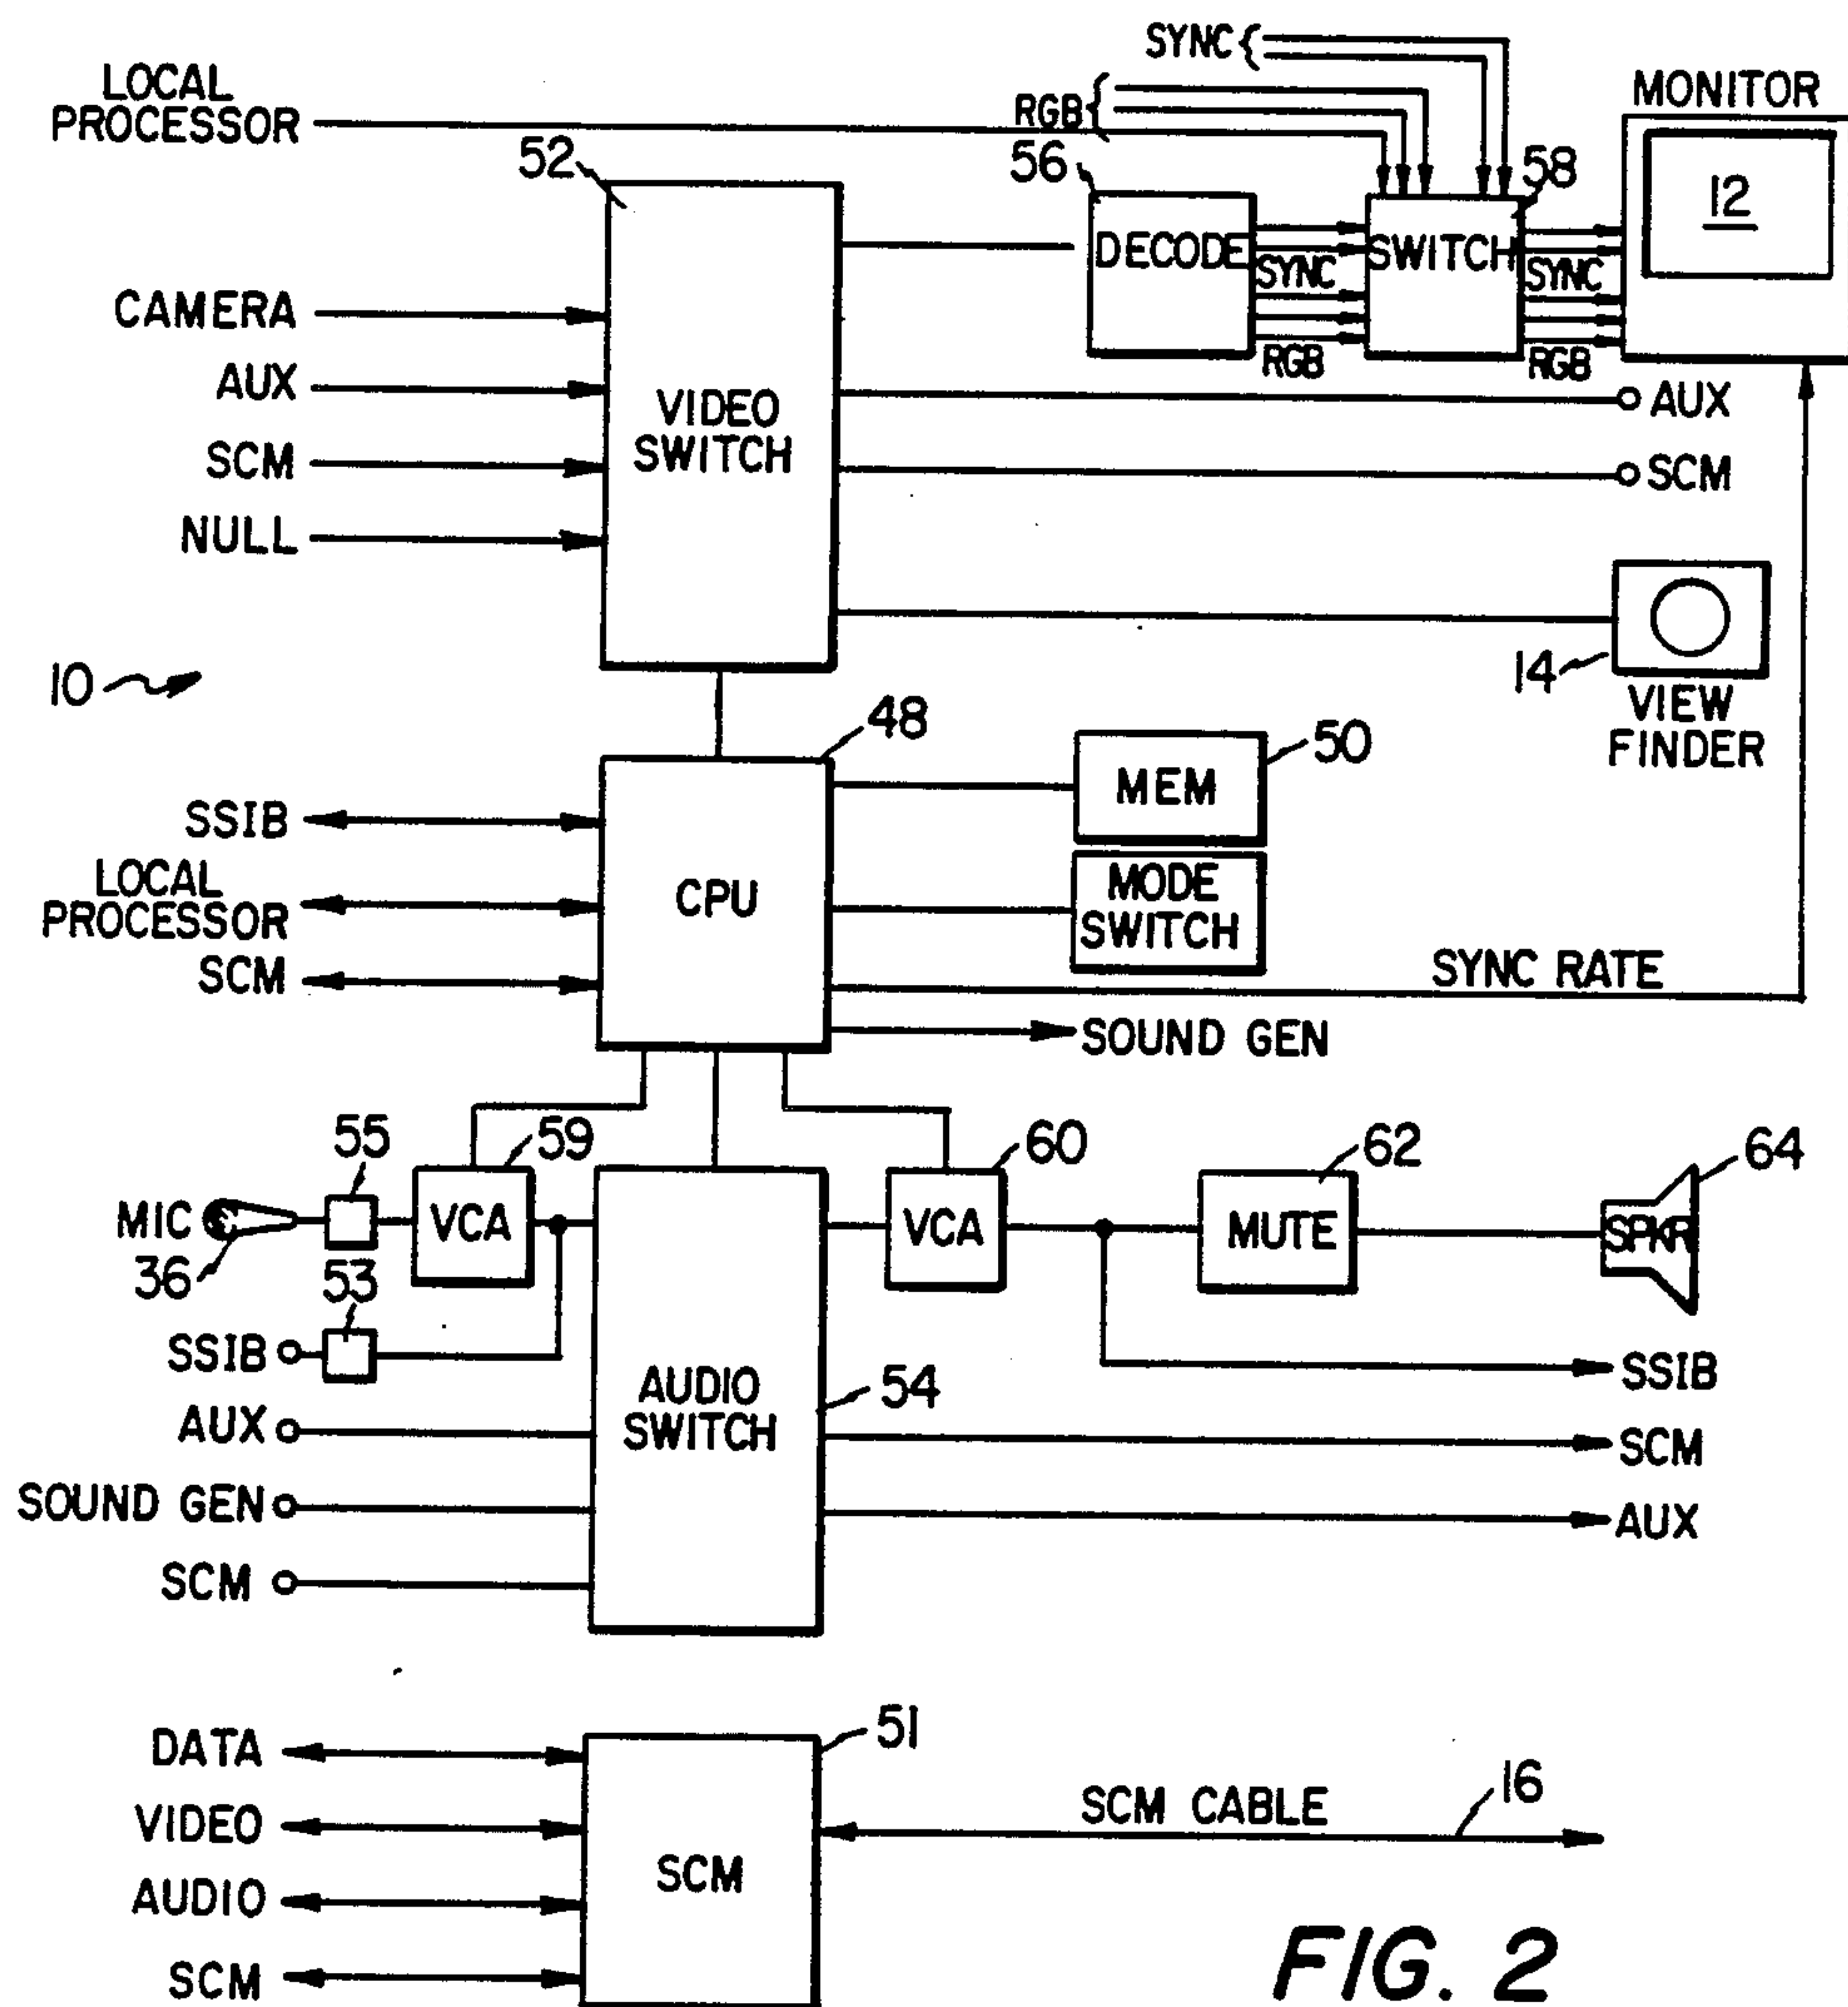 SYNC {
LOCAL
PROCESSOR
RGB {
MONITOR
52
56
58
12
DECODE
SWITCH
SYNC
SYNC
RGB
RGB
CAMERA
AUX
SCM
NULL
VIDEO
SWITCH
AUX
SCM
10
14
VIEW
FINDER
48
50
MEM
SSIB
LOCAL
PROCESSOR
SCM
CPU
MODE
SWITCH
SYNC RATE
SOUND GEN
55
59
60
62
64
MIC
36
VCA
VCA
MUTE
SPKR
53
SSIB
AUX
SOUND GEN
SCM
AUDIO
SWITCH
54
SSIB
SCM
AUX
51
DATA
VIDEO
AUDIO
SCM
SCM
SCM CABLE
16
FIG. 2